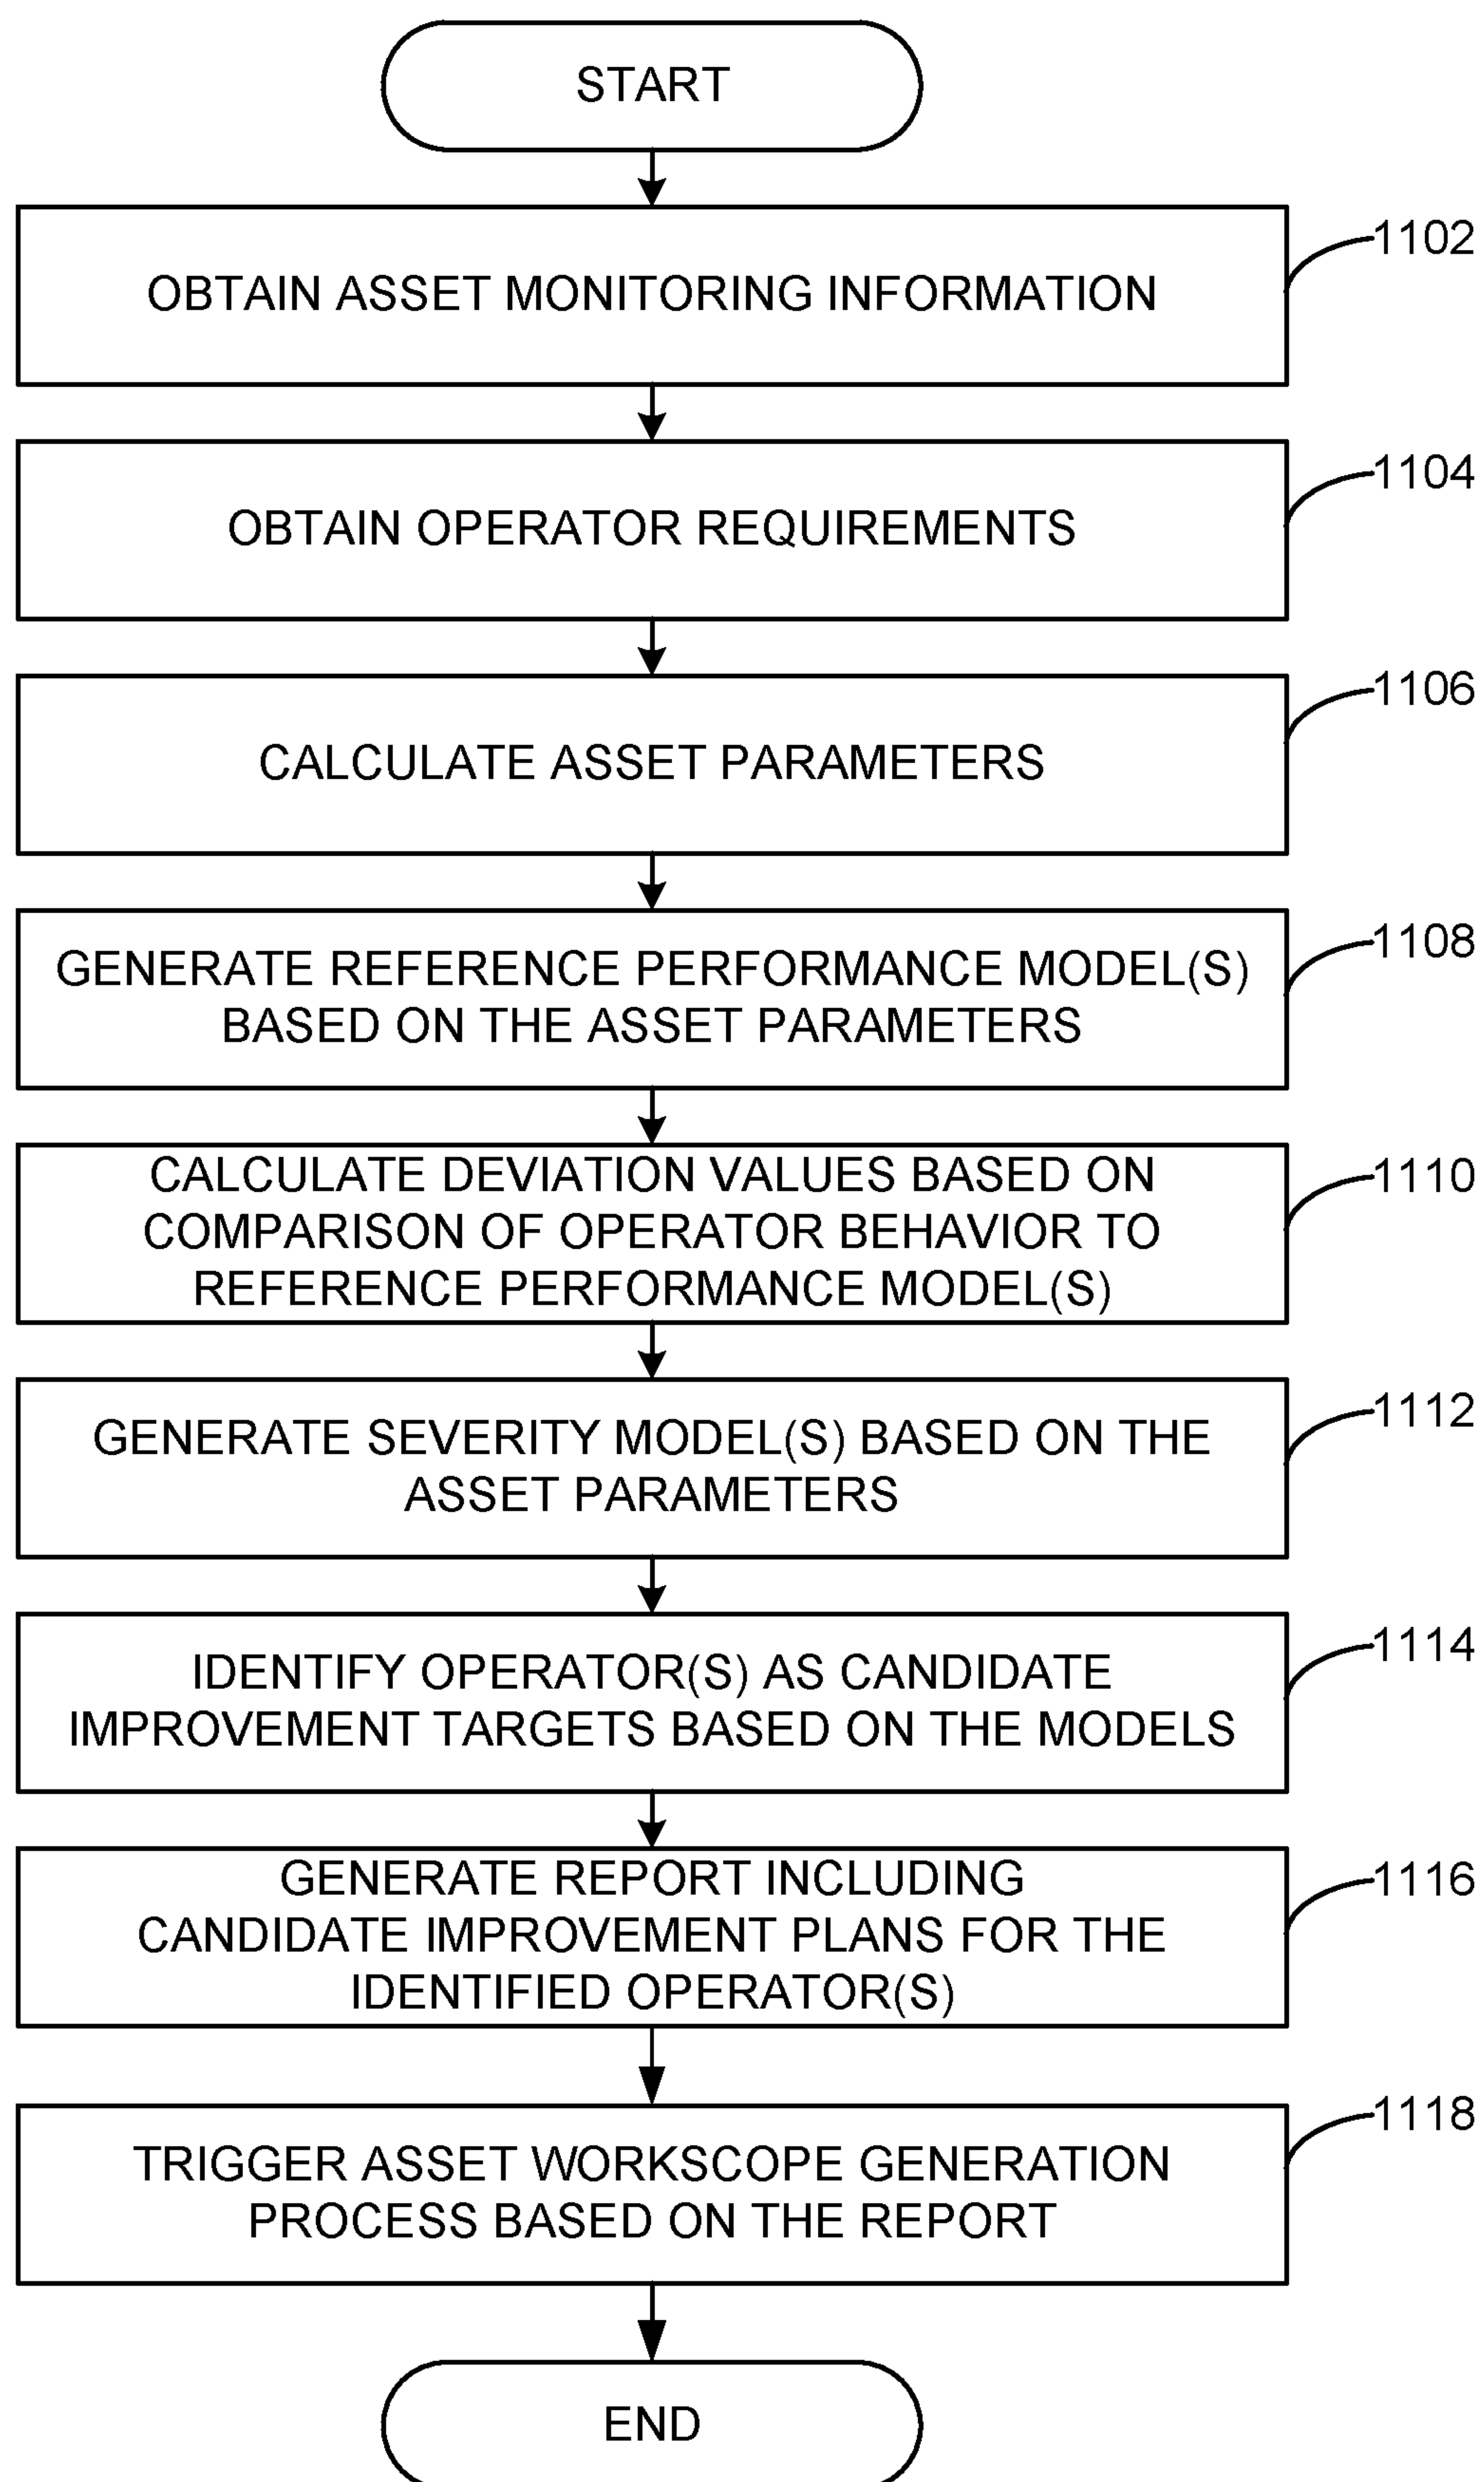 START
OBTAIN ASSET MONITORING INFORMATION
1102
OBTAIN OPERATOR REQUIREMENTS
1104
CALCULATE ASSET PARAMETERS
1106
GENERATE REFERENCE PERFORMANCE MODEL(S)
BASED ON THE ASSET PARAMETERS
1108
CALCULATE DEVIATION VALUES BASED ON
COMPARISON OF OPERATOR BEHAVIOR TO
REFERENCE PERFORMANCE MODEL(S)
1110
GENERATE SEVERITY MODEL(S) BASED ON THE
ASSET PARAMETERS
1112
IDENTIFY OPERATOR(S) AS CANDIDATE
IMPROVEMENT TARGETS BASED ON THE MODELS
1114
GENERATE REPORT INCLUDING
CANDIDATE IMPROVEMENT PLANS FOR THE
IDENTIFIED OPERATOR(S)
1116
TRIGGER ASSET WORKSCOPE GENERATION
PROCESS BASED ON THE REPORT
1118
END